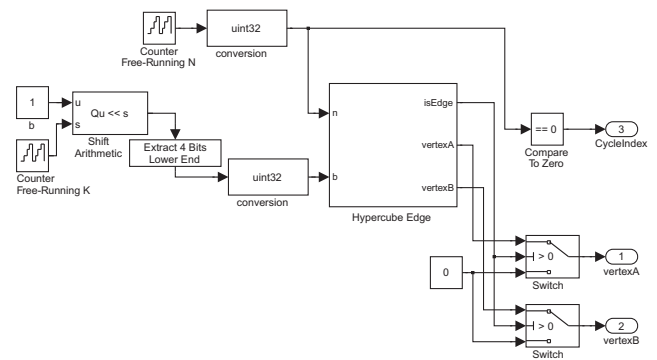 Counter
Free-Running N
uint32
conversion
1
b
u
s
Qu << s
Shift
Arithmetic
Counter
Free-Running K
Extract 4 Bits
Lower End
uint32
conversion
n
b
isEdge
vertexA
vertexB
Hypercube Edge
== 0
Compare
To Zero
3
CycleIndex
0
> 0
Switch
1
vertexA
> 0
Switch
2
vertexB